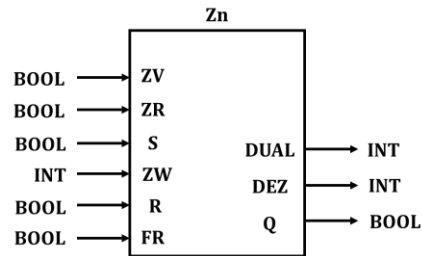 Zn
BOOL ZV
BOOL ZR
BOOL S
DUAL INT
INT ZW
DEZ INT
BOOL R
Q BOOL
BOOL FR